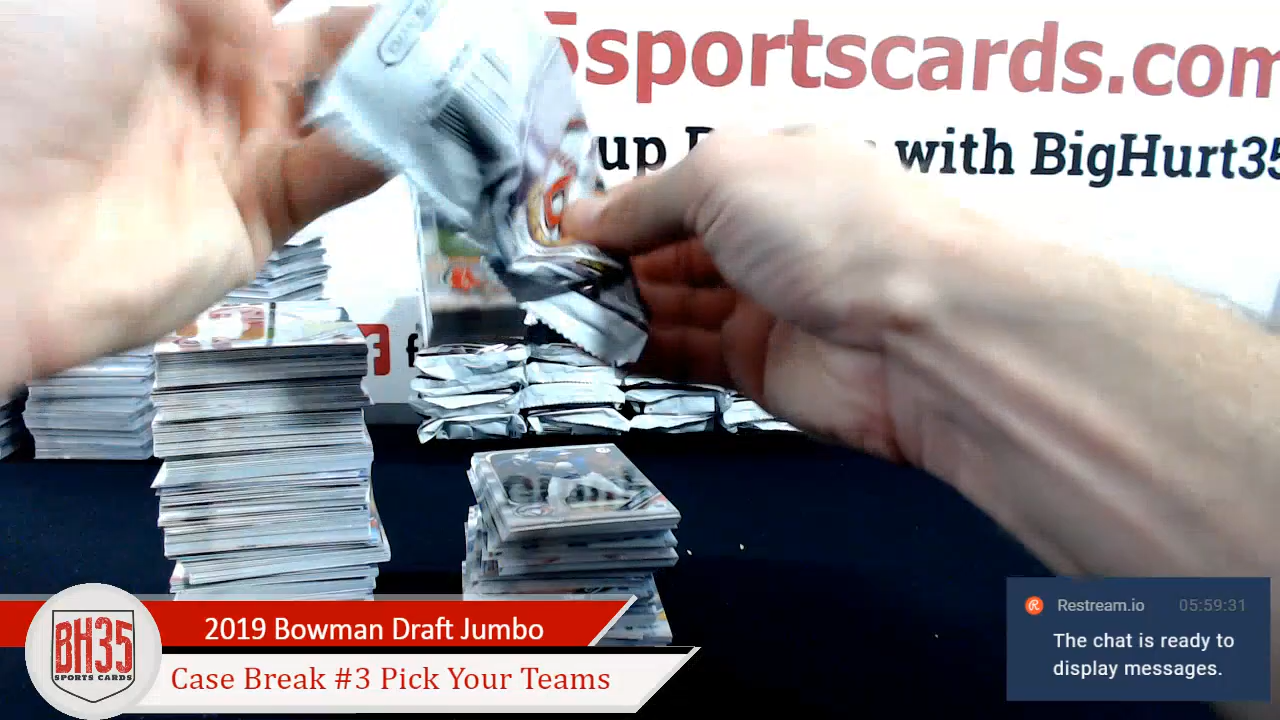 5sportscards.com
up with BigHurt35
f
BH35
SPORTS CARDS
2019 Bowman Draft Jumbo
Case Break #3 Pick Your Teams
Restream.io 05:59:31
The chat is ready to
display messages.